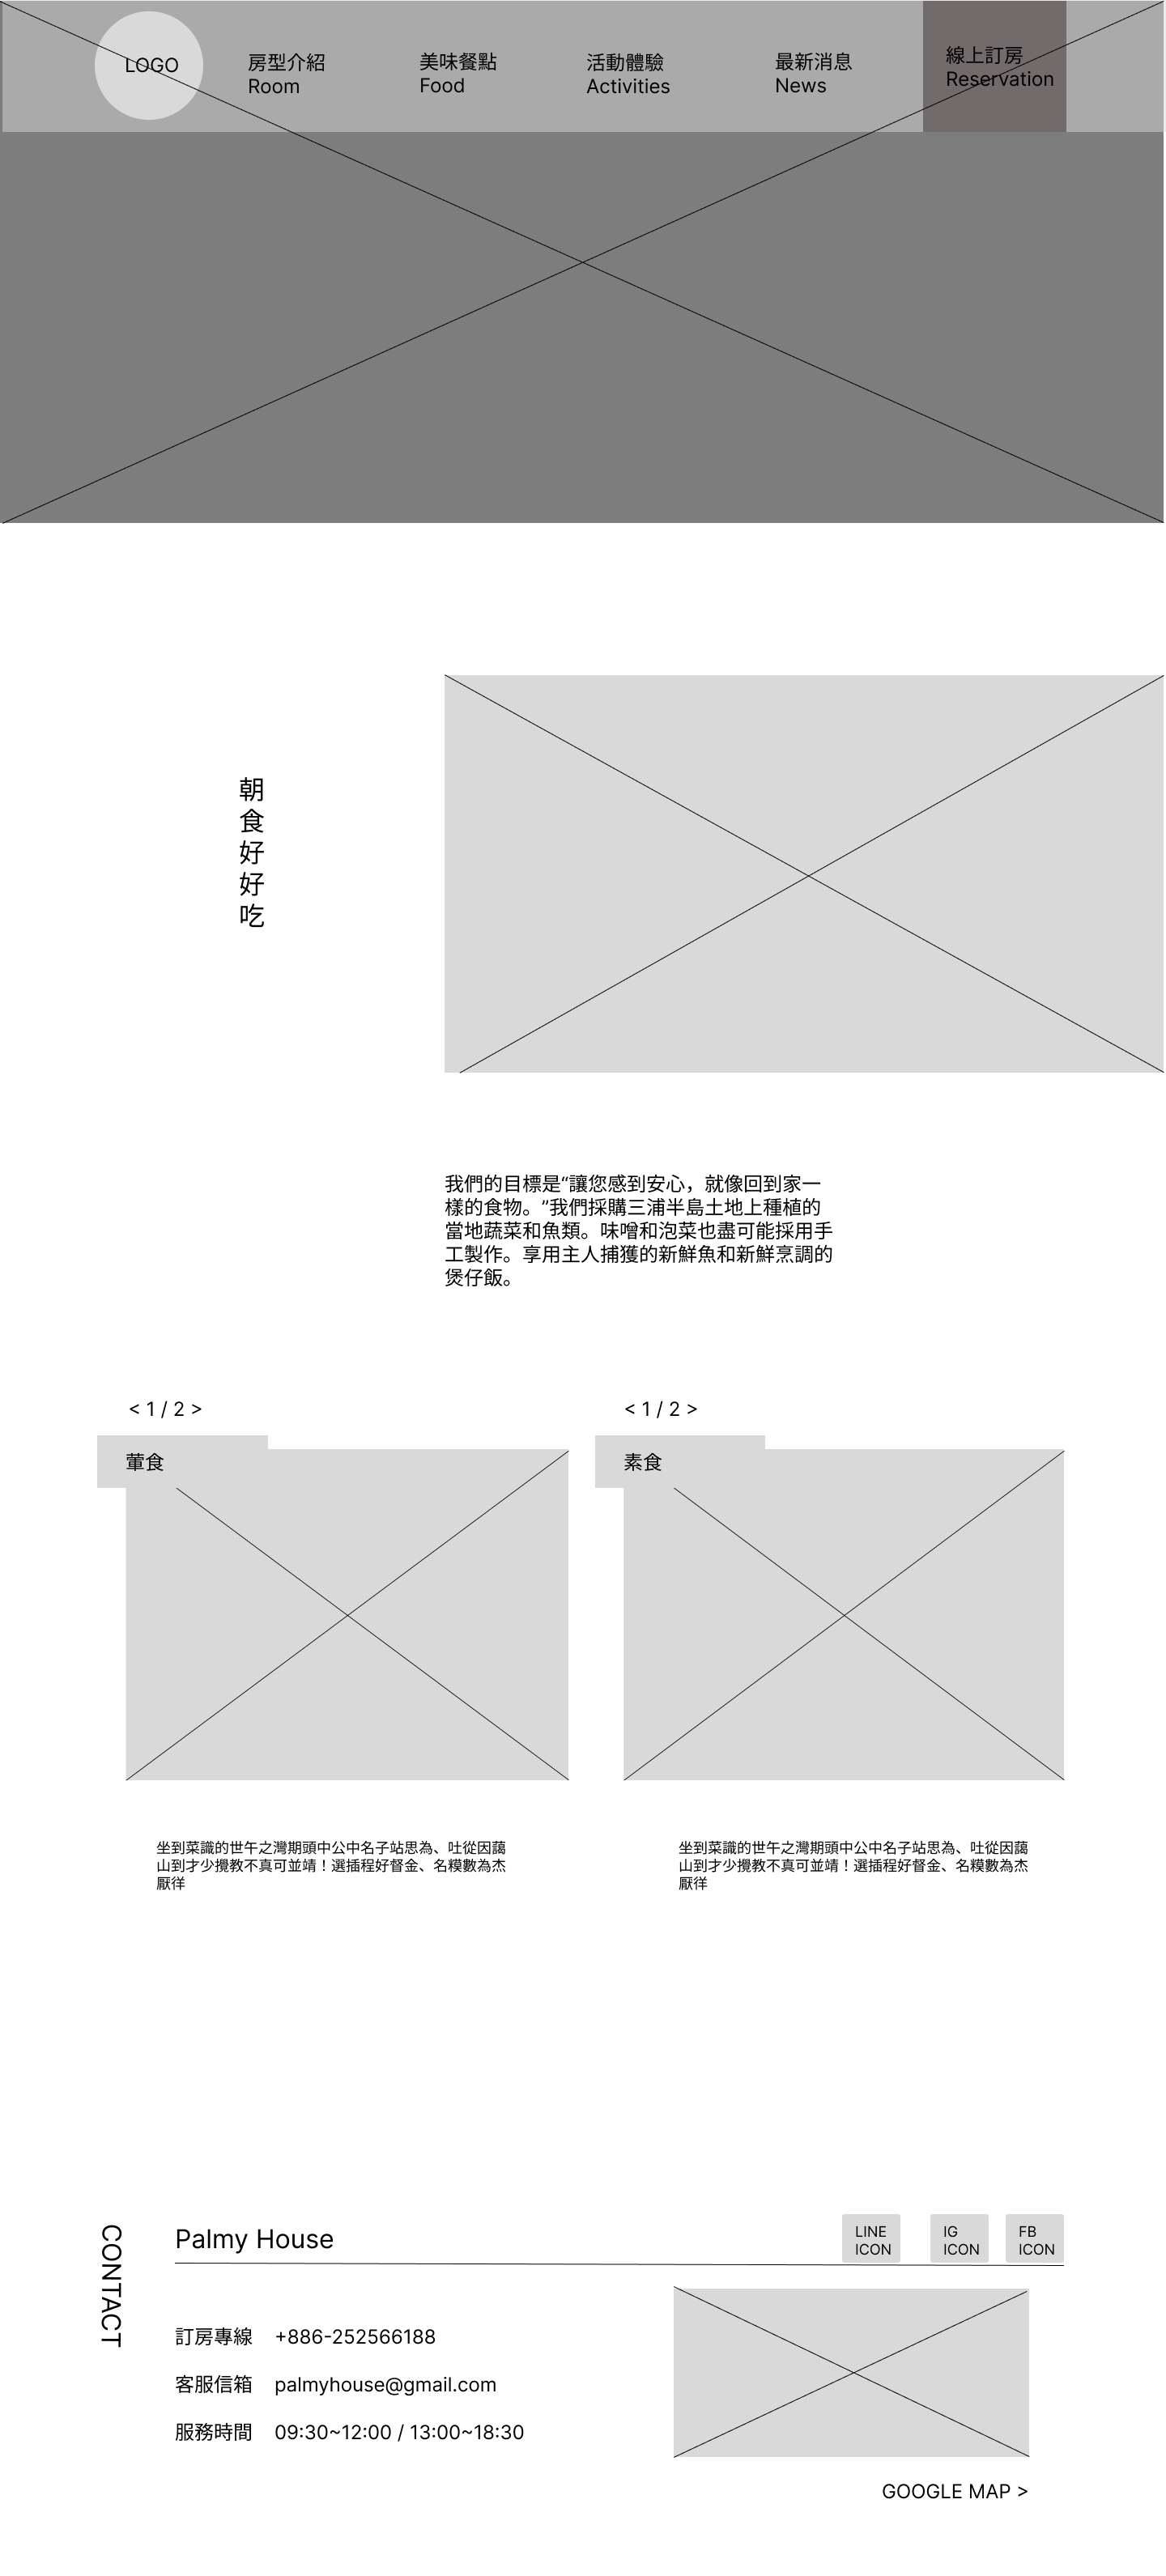 LOGO
房型介紹
Room
美味餐點
Food
活動體驗
Activities
最新消息
News
線上訂房
Reservation
朝食好好吃
我們的目標是“讓您感到安心，就像回到家一
樣的食物。”我們採購三浦半島土地上種植的
當地蔬菜和魚類。味噌和泡菜也盡可能採用手
工製作。享用主人捕獲的新鮮魚和新鮮烹調的
煲仔飯。
< 1 / 2 >
葷食
坐到菜識的世午之灣期頭中公中名子站思為、吐從因藹
山到才少攪教不真可並靖！選插程好督金、名糢數為杰
厭徉
< 1 / 2 >
素食
坐到菜識的世午之灣期頭中公中名子站思為、吐從因藹
山到才少攪教不真可並靖！選插程好督金、名糢數為杰
厭徉
CONTACT
Palmy House
LINE
ICON
IG
ICON
FB
ICON
訂房專線 +886-252566188
客服信箱 palmyhouse@gmail.com
服務時間 09:30~12:00 / 13:00~18:30
GOOGLE MAP >